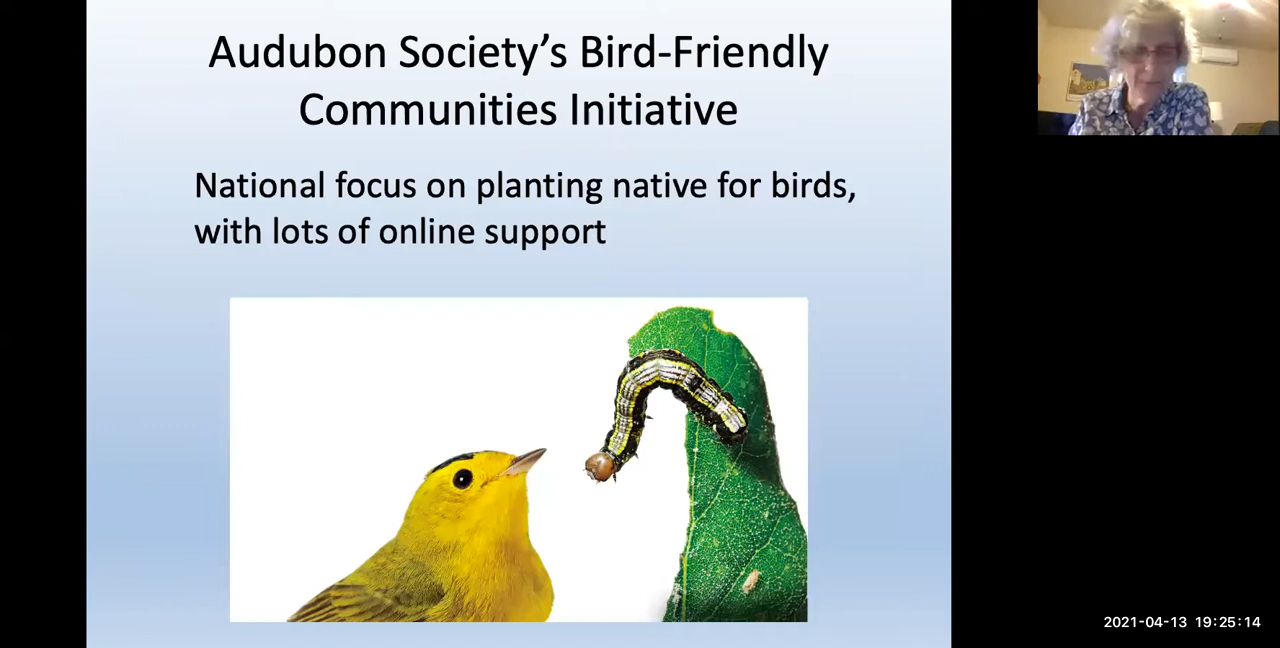 Audubon Society’s Bird-Friendly
Communities Initiative
National focus on planting native for birds,
with lots of online support
2021-04-13 19:25:14